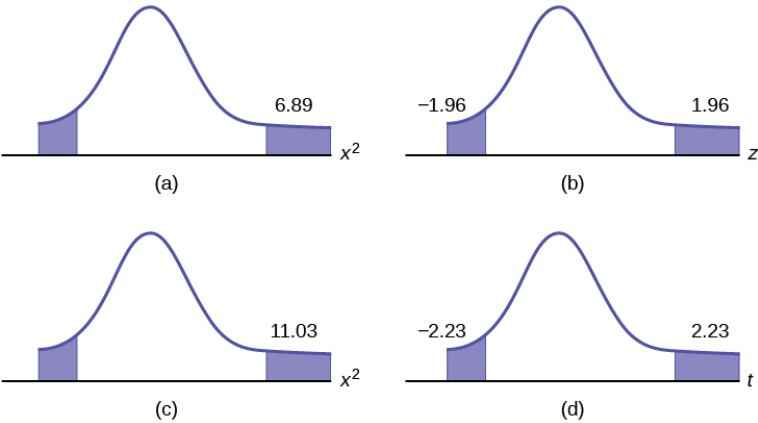 6.89
−1.96 1.96
x² z
(a) (b)
11.03
−2.23 2.23
x² t
(c) (d)